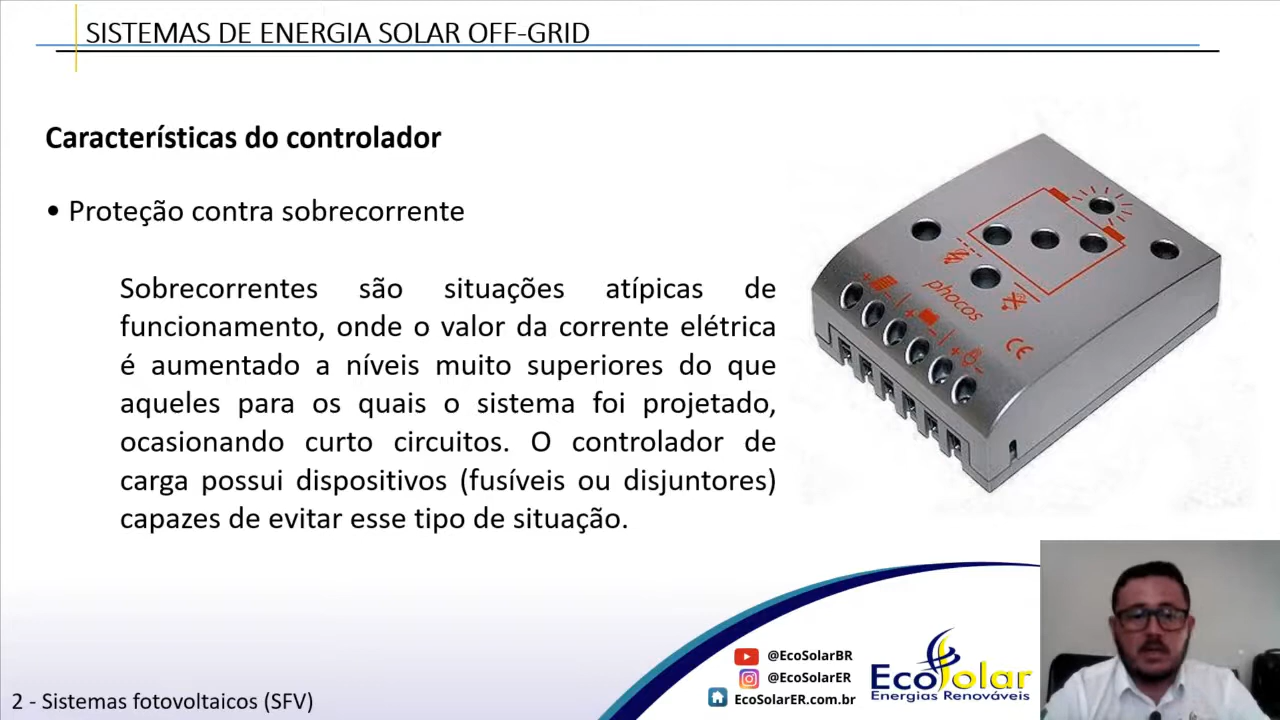 SISTEMAS DE ENERGIA SOLAR OFF-GRID
Características do controlador
• Proteção contra sobrecorrente
Sobrecorrentes são situações atípicas de
funcionamento, onde o valor da corrente elétrica
é aumentado a níveis muito superiores do que
aqueles para os quais o sistema foi projetado,
ocasionando curto circuitos. O controlador de
carga possui dispositivos (fusíveis ou disjuntores)
capazes de evitar esse tipo de situação.
phocos
CE
@EcoSolarBR
@EcoSolarER
EcoSolarER.com.br
EcoSolar
Energias Renováveis
2 - Sistemas fotovoltaicos (SFV)